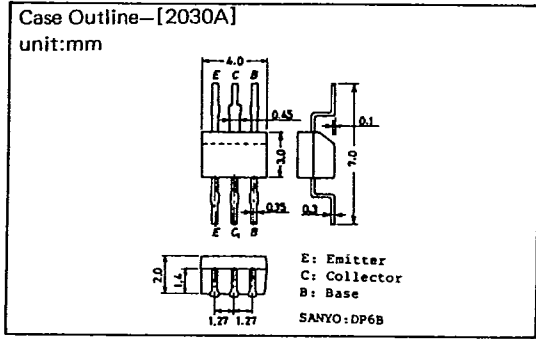 Case Outline—[2030A]
unit:mm
4.0
E C B
0.45
0.1
3.0
7.0
0.35
0.3
E C B
2.0
1.4
1.27 1.27
E: Emitter
C: Collector
B: Base
SANYO:DP6B